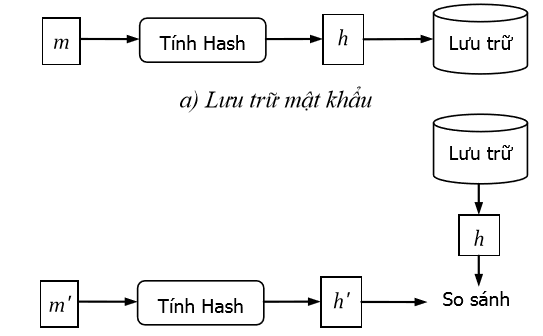 m
Tính Hash
h
Lưu trữ
a) Lưu trữ mật khẩu
Lưu trữ
h
m'
Tính Hash
h'
So sánh